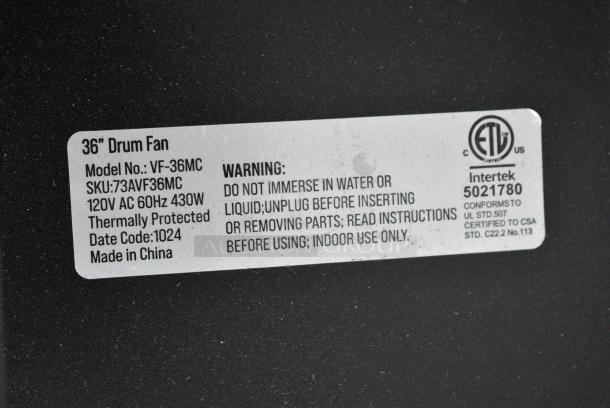 36" Drum Fan
Model No.: VF-36MC
SKU:73AVF36MC
120V AC 60Hz 430W
Thermally Protected
Date Code:1024
Made in China
WARNING:
DO NOT IMMERSE IN WATER OR
LIQUID;UNPLUG BEFORE INSERTING
OR REMOVING PARTS; READ INSTRUCTIONS
BEFORE USING; INDOOR USE ONLY.
ETL
LISTED
C US
Intertek
5021780
CONFORMS TO
UL STD.507
CERTIFIED TO CSA
STD. C22.2 No.113
GROUP